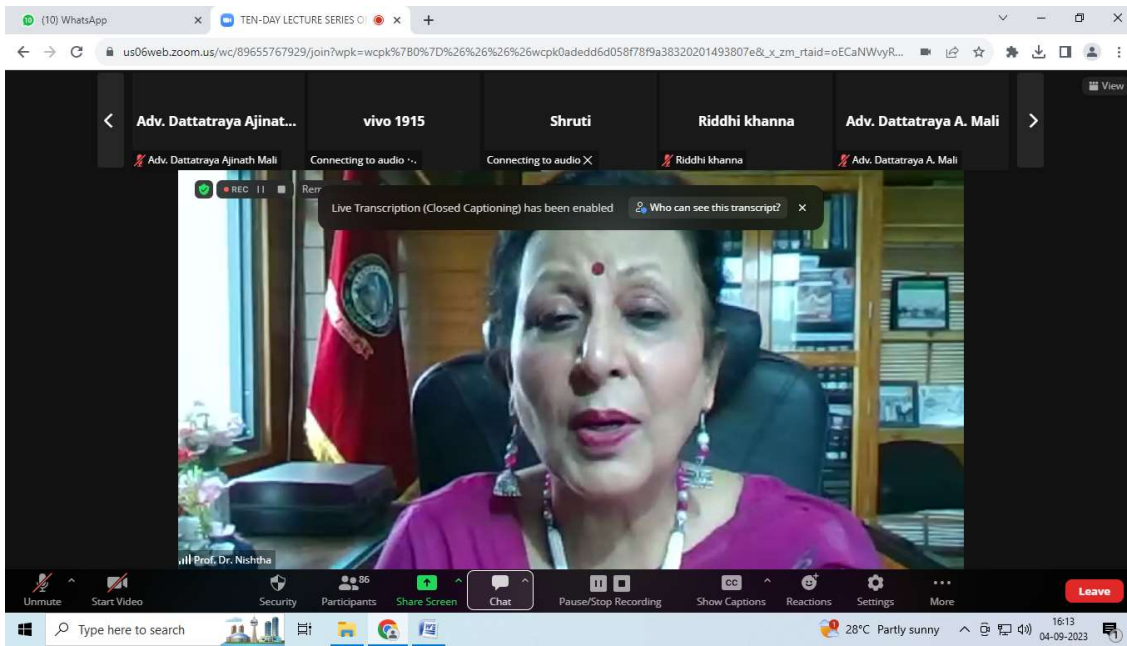 (10) WhatsApp
TEN-DAY LECTURE SERIES O
us06web.zoom.us/wc/89655767929/join?wpk=wcpk%7B0%7D%26%26%26%26wcpk0adedd6d058f78f9a38320201493807e&_x_zm_rtaid=oECaNWvyR...
View
Adv. Dattatraya Ajinat... vivo 1915 Shruti Riddhi khanna Adv. Dattatraya A. Mali
Adv. Dattatraya Ajinath Mali Connecting to audio Connecting to audio Riddhi khanna Adv. Dattatraya A. Mali
REC
Live Transcription (Closed Captioning) has been enabled Who can see this transcript?
Prof. Dr. Nishtha
86
CC
Unmute Start Video Security Participants Share Screen Chat Pause/Stop Recording Show Captions Reactions Settings More Leave
Type here to search 28°C Partly sunny 16:13
04-09-2023